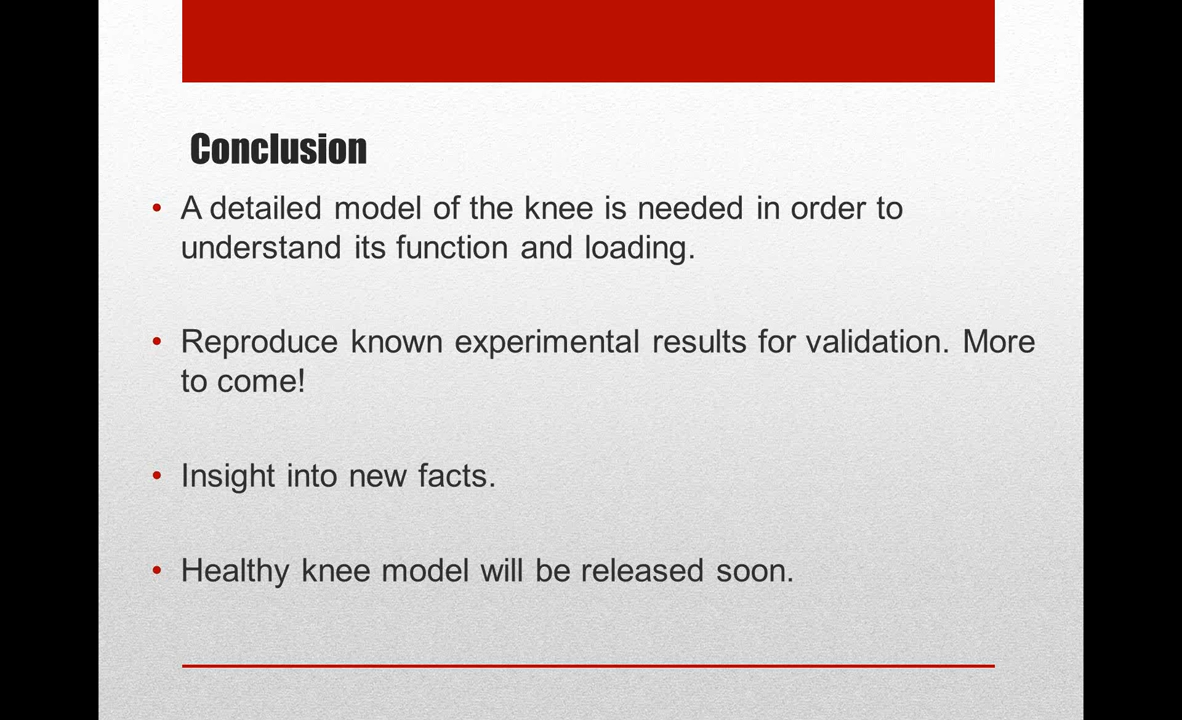 Conclusion
• A detailed model of the knee is needed in order to
understand its function and loading.
• Reproduce known experimental results for validation. More
to come!
• Insight into new facts.
• Healthy knee model will be released soon.